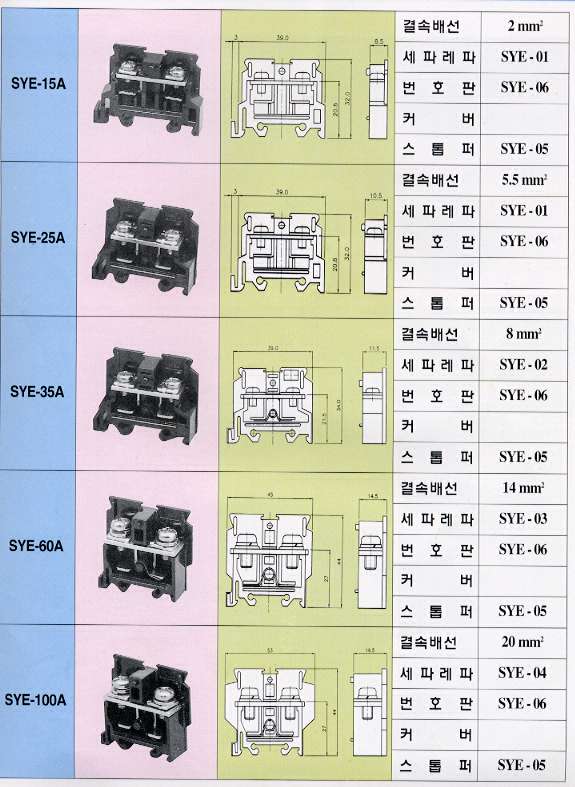 SYE-15A
3
39.0
8.5
20.6
32.0
결속배선 2 mm²
세 파 레 파 SYE - 01
번 호 판 SYE - 06
커 버
스 톱 퍼 SYE - 05
SYE-25A
3
39.0
10.5
20.6
32.0
결속배선 5.5 mm²
세 파 레 파 SYE - 01
번 호 판 SYE - 06
커 버
스 톱 퍼 SYE - 05
SYE-35A
39.0
11.5
21.5
34.0
결속배선 8 mm²
세 파 레 파 SYE - 02
번 호 판 SYE - 06
커 버
스 톱 퍼 SYE - 05
SYE-60A
45
14.5
27
44
결속배선 14 mm²
세 파 레 파 SYE - 03
번 호 판 SYE - 06
커 버
스 톱 퍼 SYE - 05
SYE-100A
53
14.5
27
44
결속배선 20 mm²
세 파 레 파 SYE - 04
번 호 판 SYE - 06
커 버
스 톱 퍼 SYE - 05